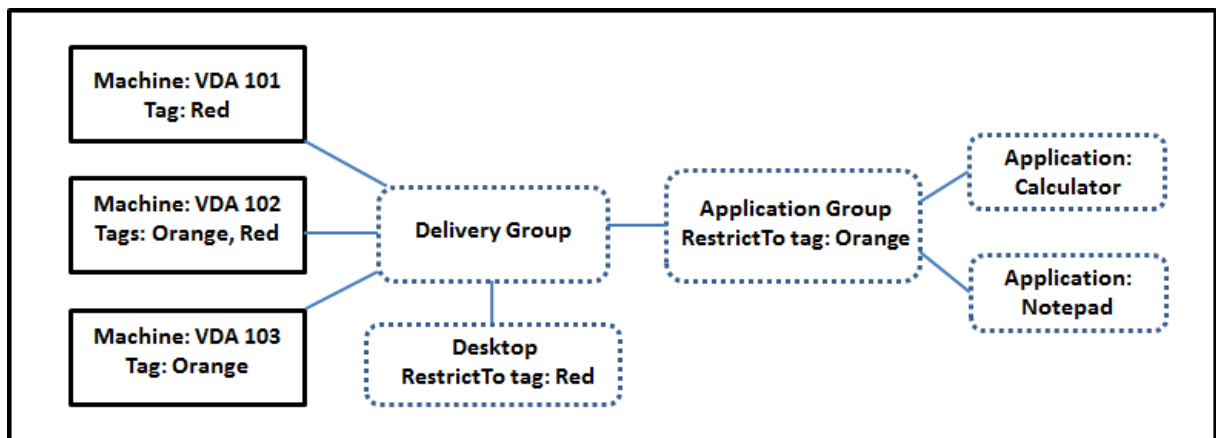 Machine: VDA 101
Tag: Red
Machine: VDA 102
Tags: Orange, Red
Machine: VDA 103
Tag: Orange
Delivery Group
Desktop
RestrictTo tag: Red
Application Group
RestrictTo tag: Orange
Application:
Calculator
Application:
Notepad